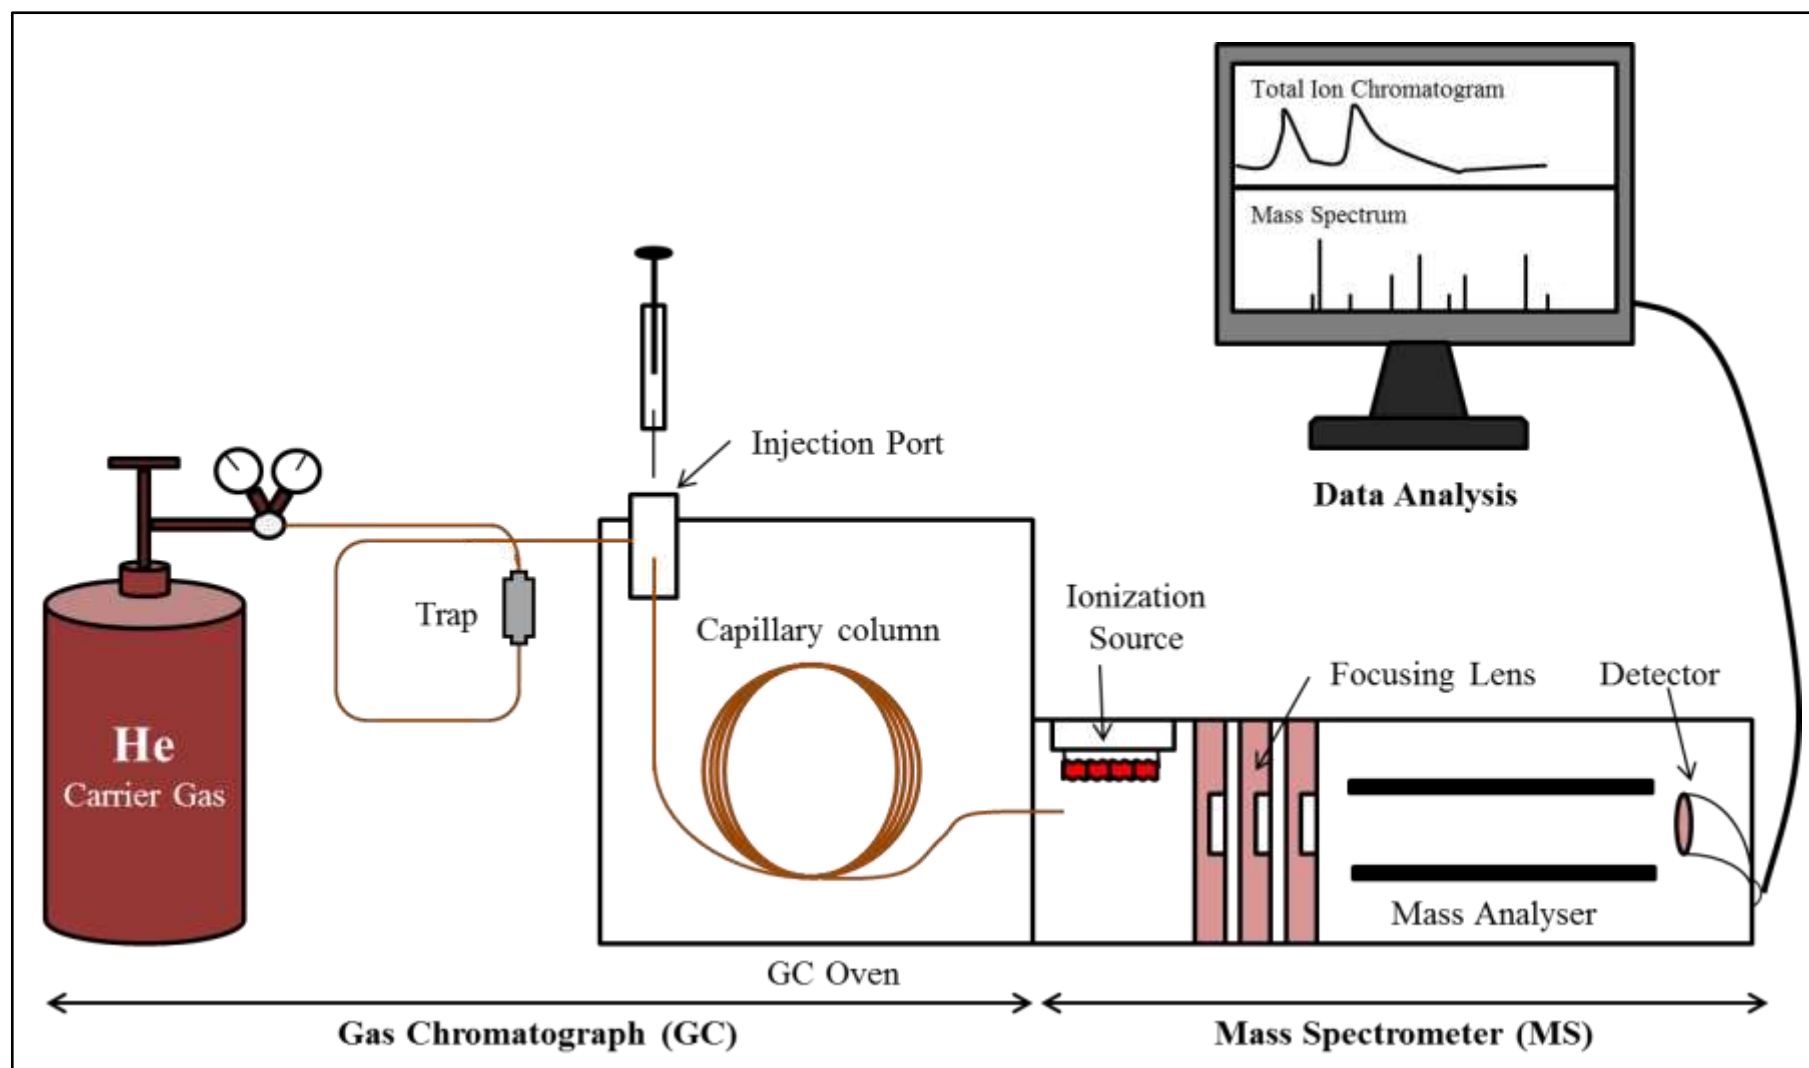 Total Ion Chromatogram
Mass Spectrum
Data Analysis
Injection Port
Trap
Capillary column
He
Carrier Gas
Ionization
Source
Focusing Lens
Detector
Mass Analyser
GC Oven
Gas Chromatograph (GC)
Mass Spectrometer (MS)